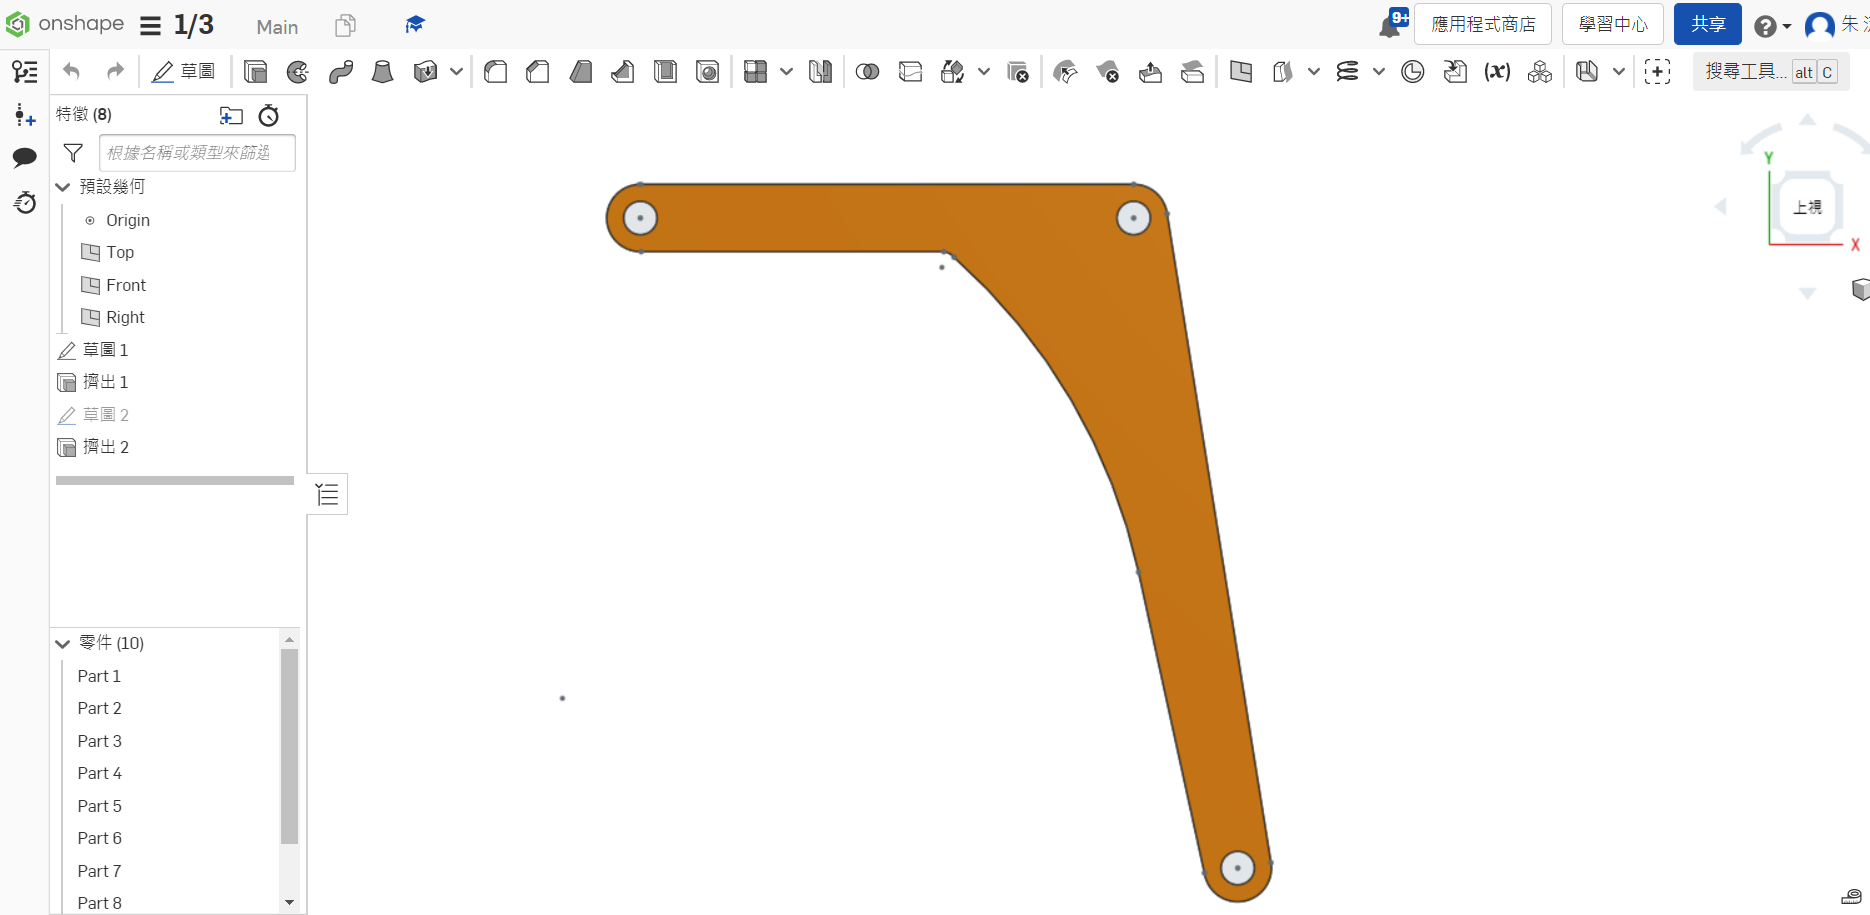 onshape 1/3 Main 9+ 應用程式商店 學習中心 共享 朱
草圖 (x) 搜尋工具... alt C
特徵 (8)
根據名稱或類型來篩選
預設幾何
Origin
Top
Front
Right
草圖 1
擠出 1
草圖 2
擠出 2
零件 (10)
Part 1
Part 2
Part 3
Part 4
Part 5
Part 6
Part 7
Part 8
Y
上視
X